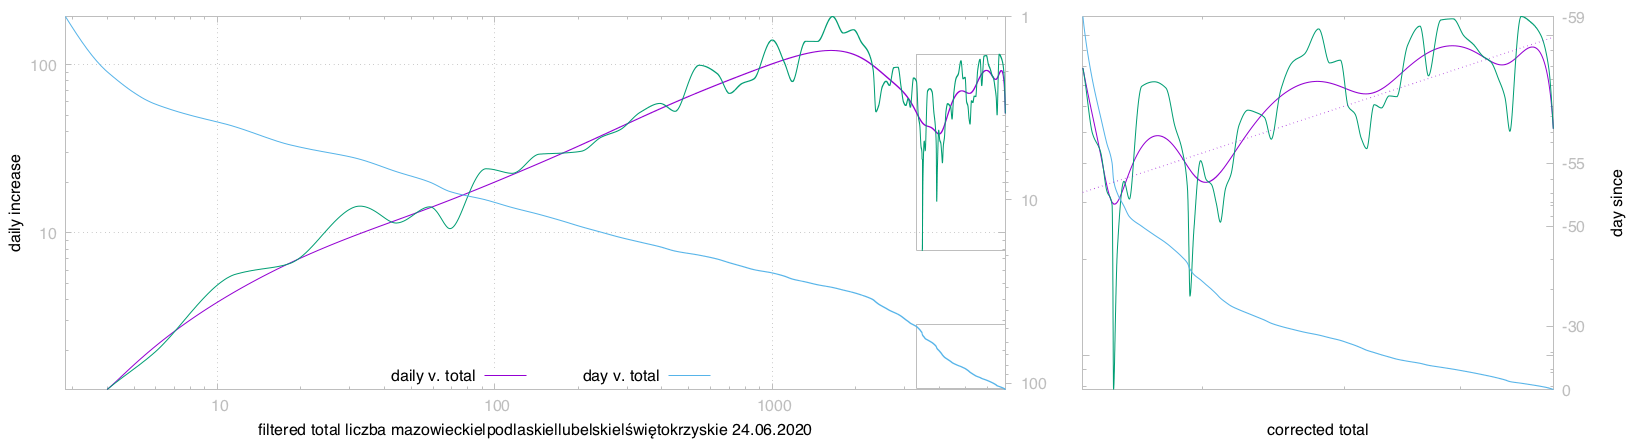 daily increase
100
10
daily v. total
day v. total
10
100
1000
1
10
100
filtered total liczba mazowieckie|podlaskie|lubelskie|świętokrzyskie 24.06.2020
-59
-55
-50
-30
0
day since
corrected total